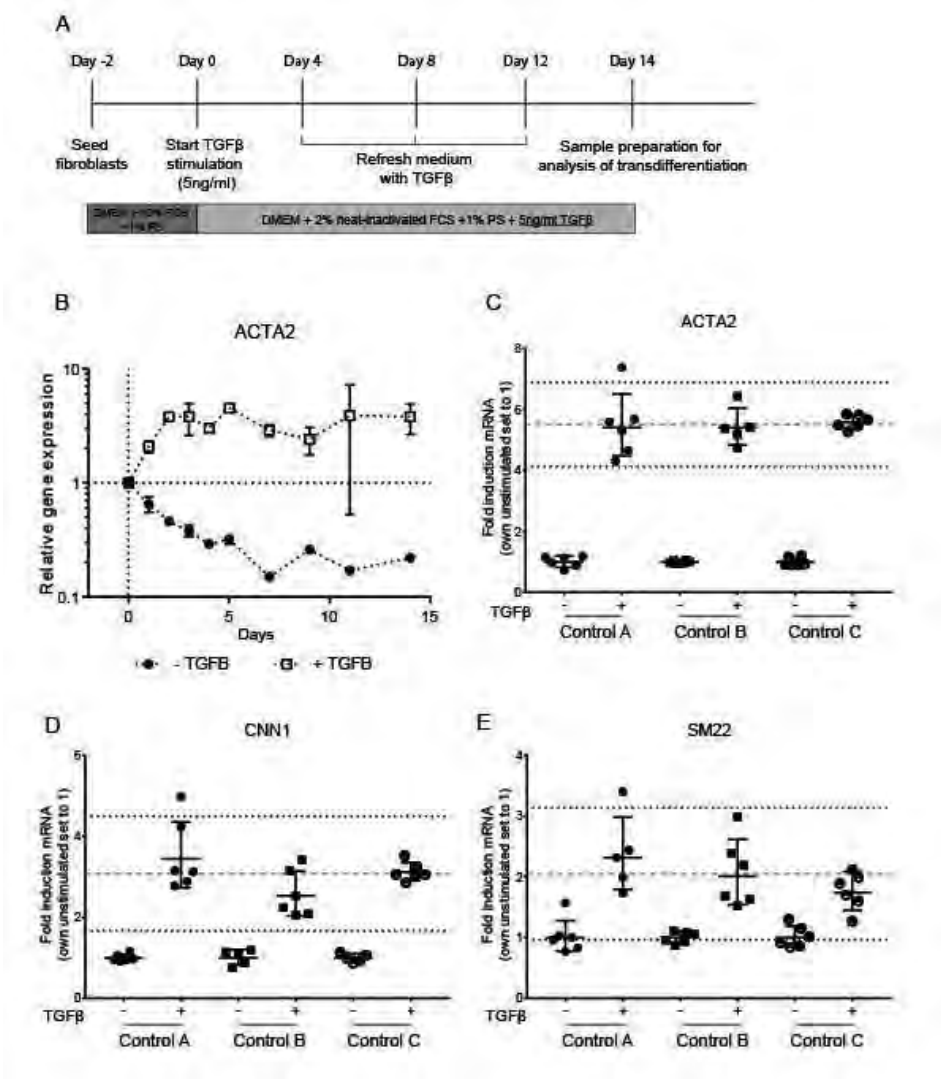 A
Day -2 Day 0 Day 4 Day 8 Day 12 Day 14
Seed
fibroblasts
Start TGFβ
stimulation
(5ng/ml)
Refresh medium
with TGFβ
Sample preparation for
analysis of transdifferentiation
DMEM + 2% heat-inactivated FCS +1% PS + 5ng/ml TGFβ
B
ACTA2
Relative gene expression
10
1
0.1
0 5 10 15
Days
- TGFB + TGFB
C
ACTA2
Fold induction mRNA
(own unstimulated set to 1)
8
6
4
2
0
TGFβ - + - + - +
Control A Control B Control C
D
CNN1
Fold induction mRNA
(own unstimulated set to 1)
5
4
2
0
TGFβ - + - + - +
Control A Control B Control C
E
SM22
Fold induction mRNA
(own unstimulated set to 1)
4
3
2
1
0
TGFβ - + - + - +
Control A Control B Control C